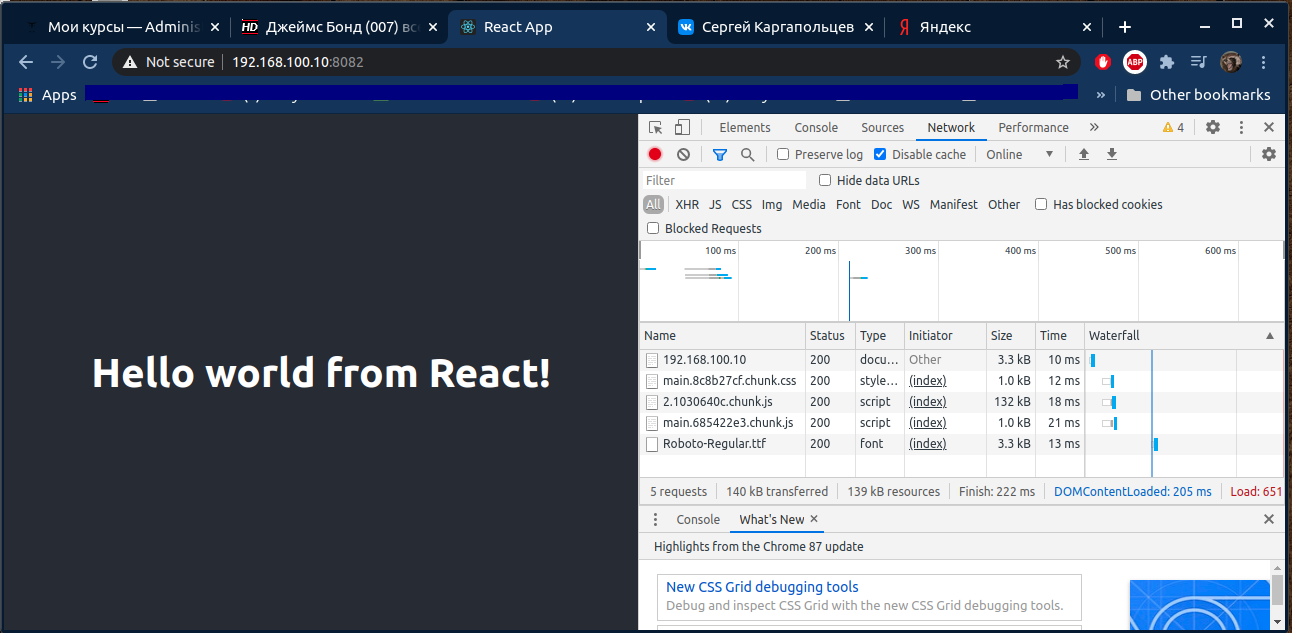 Мои курсы — Adminis
HD Джеймс Бонд (007) вс
React App
Сергей Каргапольцев
Я Яндекс
Not secure 192.168.100.10:8082
ABP
Apps
» Other bookmarks
Elements Console Sources Network Performance » 4
Preserve log Disable cache Online
Filter Hide data URLs
All XHR JS CSS Img Media Font Doc WS Manifest Other Has blocked cookies
Blocked Requests
100 ms 200 ms 300 ms 400 ms 500 ms 600 ms
Name Status Type Initiator Size Time Waterfall
192.168.100.10 200 docu... Other 3.3 kB 10 ms
main.8c8b27cf.chunk.css 200 style... (index) 1.0 kB 12 ms
2.1030640c.chunk.js 200 script (index) 132 kB 18 ms
main.685422e3.chunk.js 200 script (index) 1.0 kB 21 ms
Roboto-Regular.ttf 200 font (index) 3.3 kB 13 ms
5 requests 140 kB transferred 139 kB resources Finish: 222 ms DOMContentLoaded: 205 ms Load: 651
Hello world from React!
Console What's New
Highlights from the Chrome 87 update
New CSS Grid debugging tools
Debug and inspect CSS Grid with the new CSS Grid debugging tools.